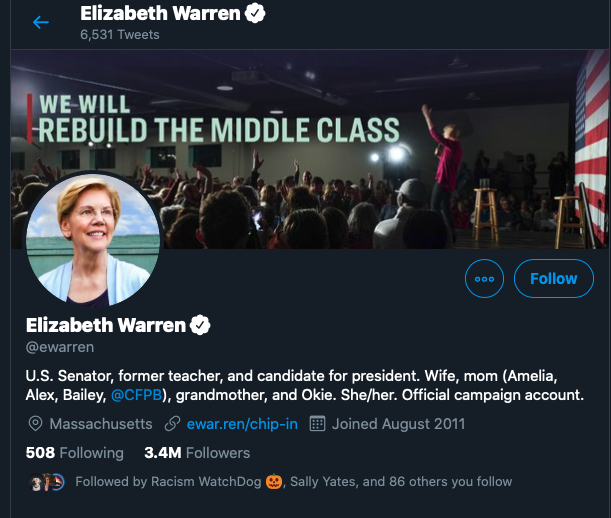 Elizabeth Warren
6,531 Tweets
WE WILL
REBUILD THE MIDDLE CLASS
Follow
Elizabeth Warren
@ewarren
U.S. Senator, former teacher, and candidate for president. Wife, mom (Amelia,
Alex, Bailey, @CFPB), grandmother, and Okie. She/her. Official campaign account.
Massachusetts ewar.ren/chip-in Joined August 2011
508 Following 3.4M Followers
Followed by Racism WatchDog 🎃, Sally Yates, and 86 others you follow